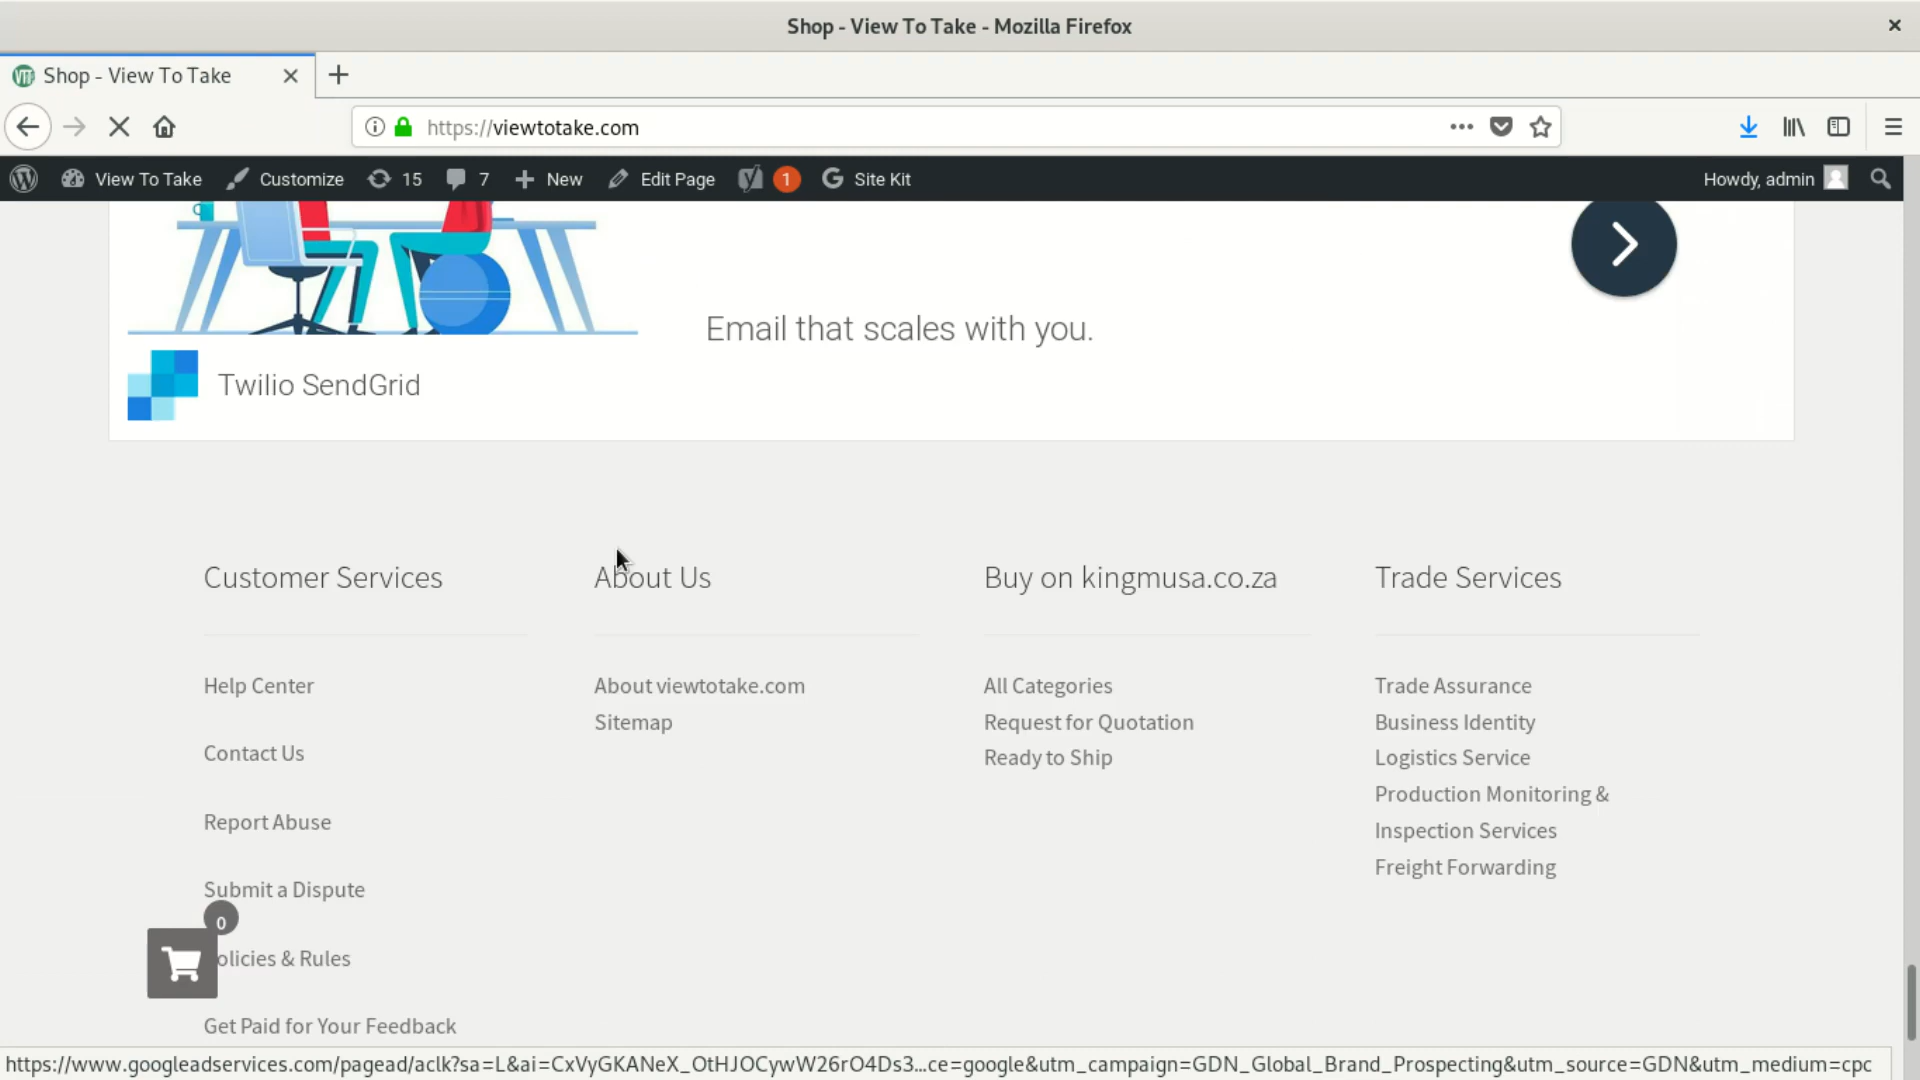 Shop - View To Take - Mozilla Firefox
Shop - View To Take
https://viewtotake.com
View To Take
Customize
15
7
New
Edit Page
1
Site Kit
Howdy, admin
Email that scales with you.
Twilio SendGrid
Customer Services
Help Center
Contact Us
Report Abuse
Submit a Dispute
0
olicies & Rules
Get Paid for Your Feedback
About Us
About viewtotake.com
Sitemap
Buy on kingmusa.co.za
All Categories
Request for Quotation
Ready to Ship
Trade Services
Trade Assurance
Business Identity
Logistics Service
Production Monitoring &
Inspection Services
Freight Forwarding
https://www.googleadservices.com/pagead/aclk?sa=L&ai=CxVyGKANeX_OtHJOCywW26rO4Ds3…ce=google&utm_campaign=GDN_Global_Brand_Prospecting&utm_source=GDN&utm_medium=cpc